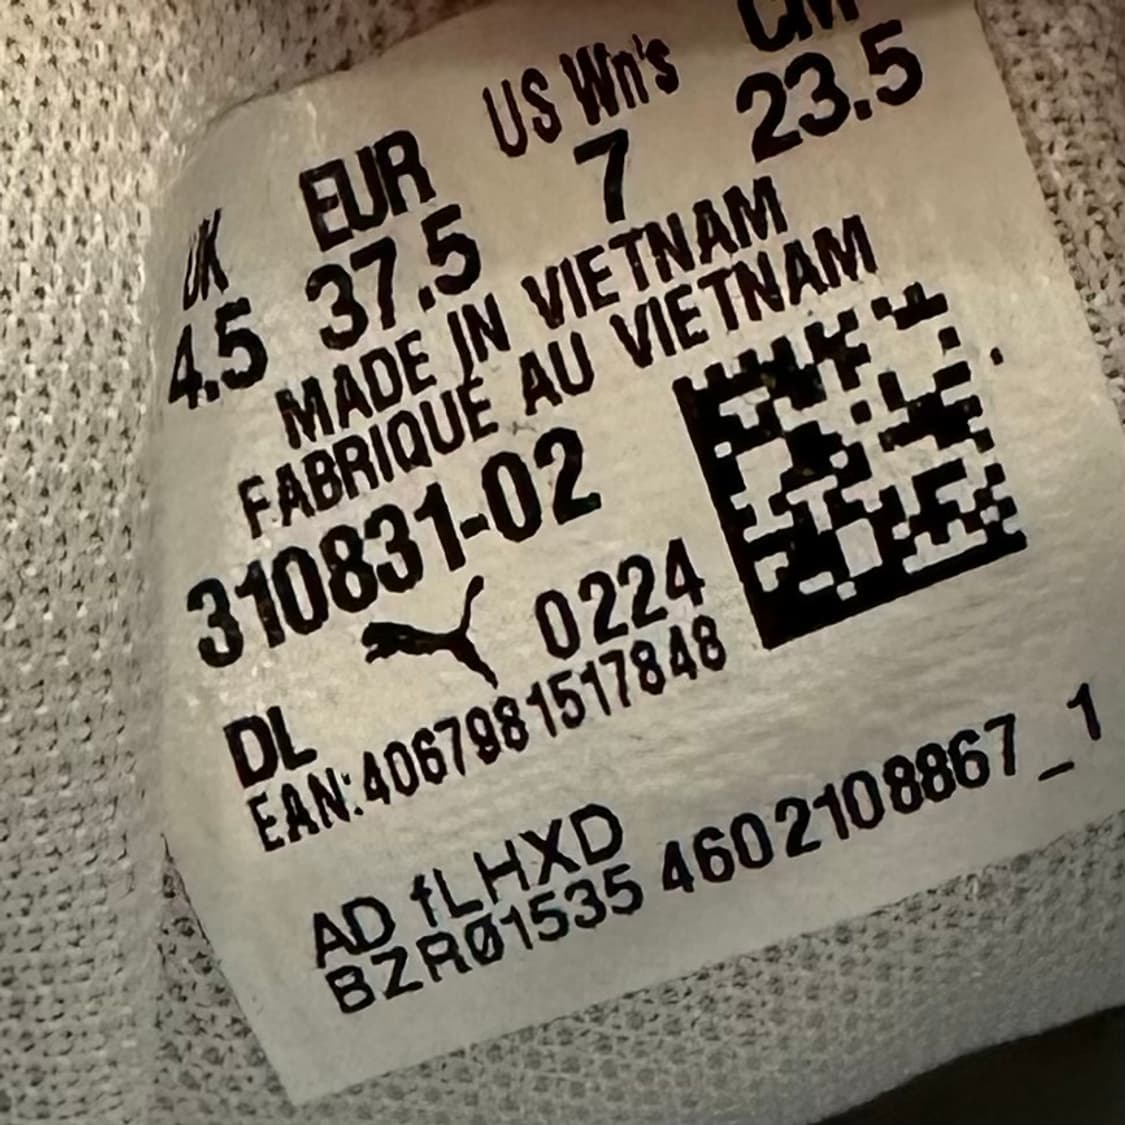 UK EUR US Wn's CM
4.5 37.5 7 23.5
MADE IN VIETNAM
FABRIQUÉ AU VIETNAM
310831-02
0224
DL
EAN:4067981517848
AD fLHXD
BZR01535 4602108867_1